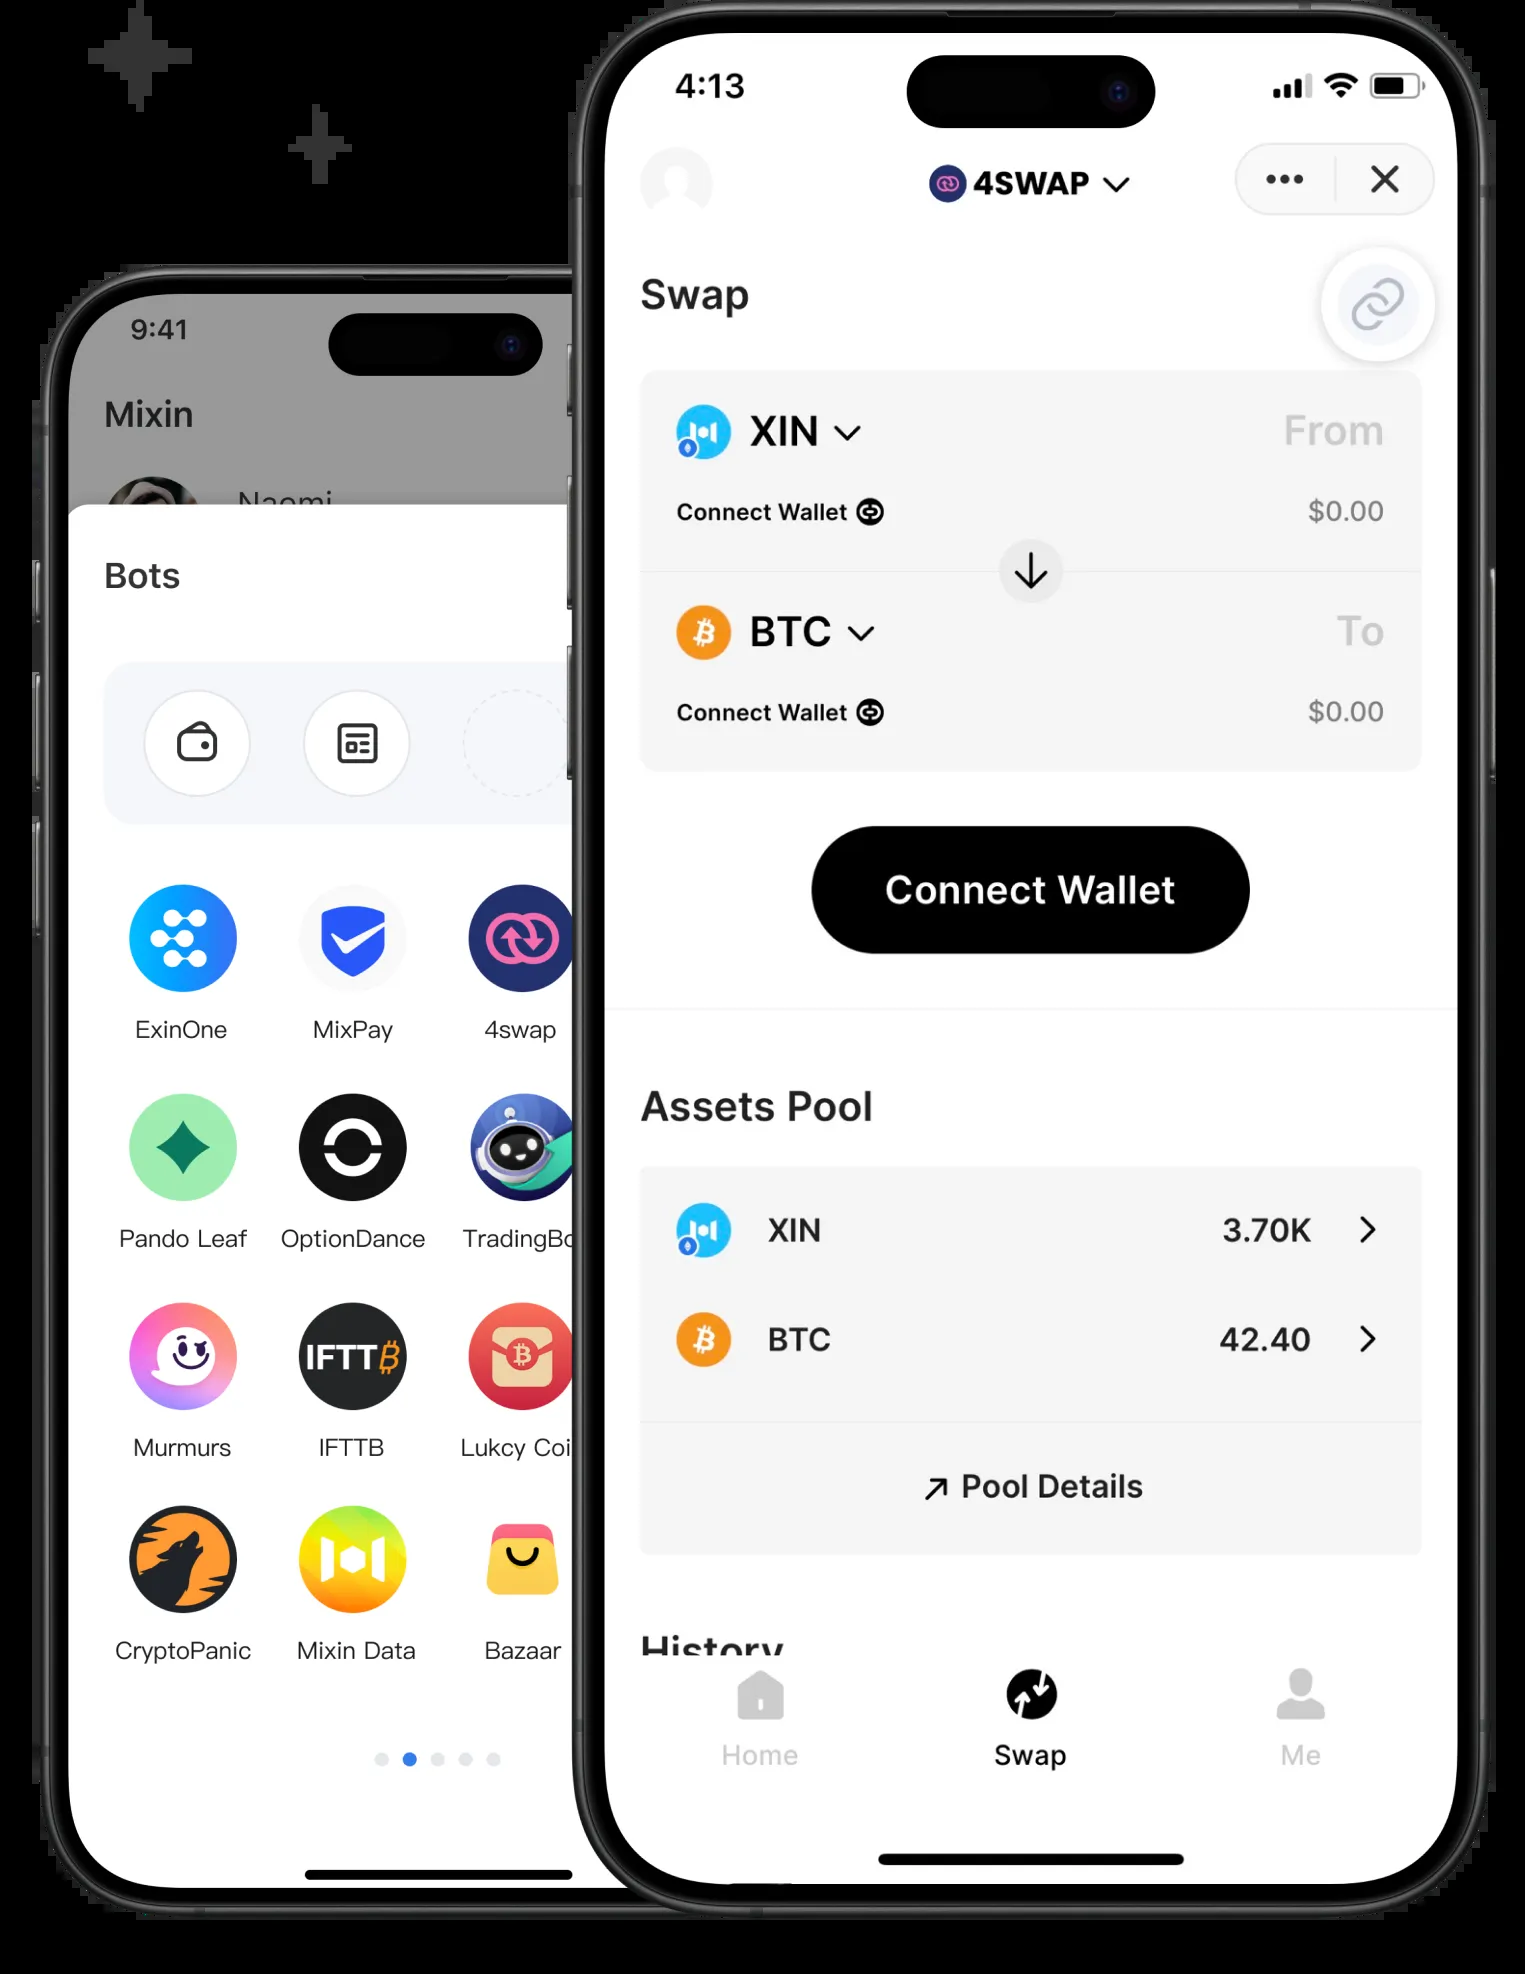 9:41
Mixin
Naomi
Bots
ExinOne
MixPay
4swap
Pando Leaf
OptionDance
Murmurs
IFTTB
IFTTB
Lukcy
CryptoPanic
Mixin Data
Bazaar
4:13
4SWAP
Swap
XIN
From
Connect Wallet
$0.00
BTC
To
Connect Wallet
$0.00
Connect Wallet
Assets Pool
XIN
3.70K
BTC
42.40
Pool Details
History
Home
Swap
Me